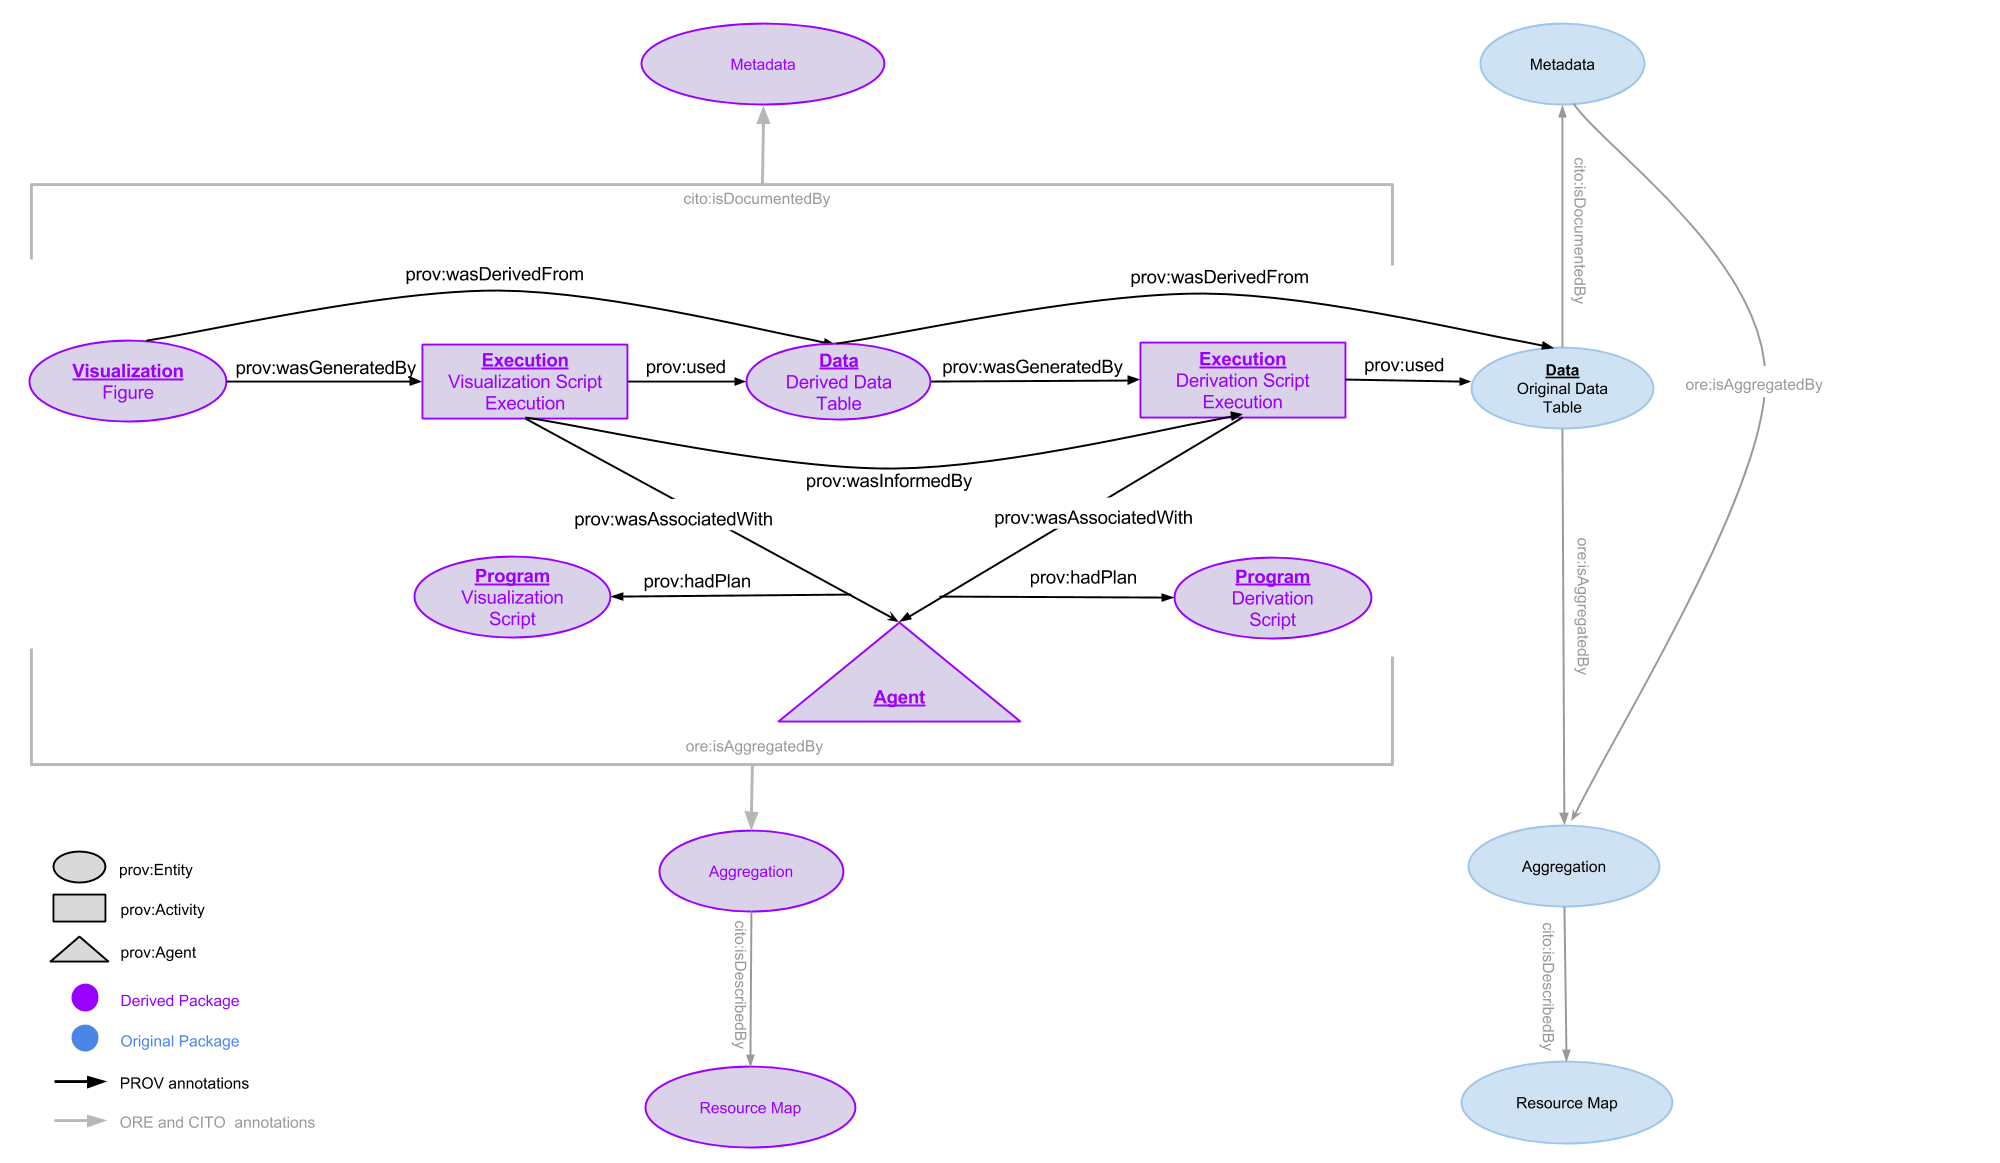 Metadata
Metadata
cito:isDocumentedBy
cito:isDocumentedBy
prov:wasDerivedFrom
prov:wasDerivedFrom
Visualization
Figure
prov:wasGeneratedBy
Execution
Visualization Script
Execution
prov:used
Data
Derived Data
Table
prov:wasGeneratedBy
Execution
Derivation Script
Execution
prov:used
Data
Original Data
Table
ore:isAggregatedBy
prov:wasInformedBy
prov:wasAssociatedWith
prov:wasAssociatedWith
ore:isAggregatedBy
Program
Visualization
Script
prov:hadPlan
prov:hadPlan
Program
Derivation
Script
Agent
ore:isAggregatedBy
Aggregation
Aggregation
prov:Entity
prov:Activity
prov:Agent
Derived Package
Original Package
PROV annotations
ORE and CITO  annotations
cito:isDescribedBy
cito:isDescribedBy
Resource Map
Resource Map